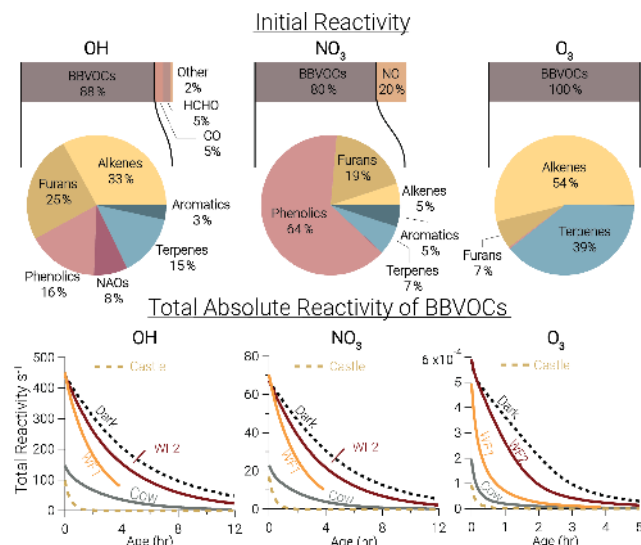 Initial Reactivity
OH
NO3
O3
BBVOCs
88%
Other
2%
HCHO
5%
CO
5%
BBVOCs
80%
NO
20%
BBVOCs
100%
Alkenes
33%
Furans
25%
Aromatics
3%
Terpenes
15%
Phenolics
16%
NAOs
8%
Furans
19%
Alkenes
5%
Phenolics
64%
Aromatics
5%
Terpenes
7%
Alkenes
54%
Terpenes
39%
Furans
7%
Total Absolute Reactivity of BBVOCs
OH
NO3
O3
Total Reactivity s-1
500
400
300
200
100
0
Castle
Dark
WF2
WF1
Cow
0 4 8 12
Age (hr)
80
60
40
20
0
Castle
Dark
WF2
WF1
Cow
0 4 8 12
Age (hr)
5
4
3
2
1
0
Castle
Dark
WF2
Cow
0 1 2 3 4 5
Age (hr)